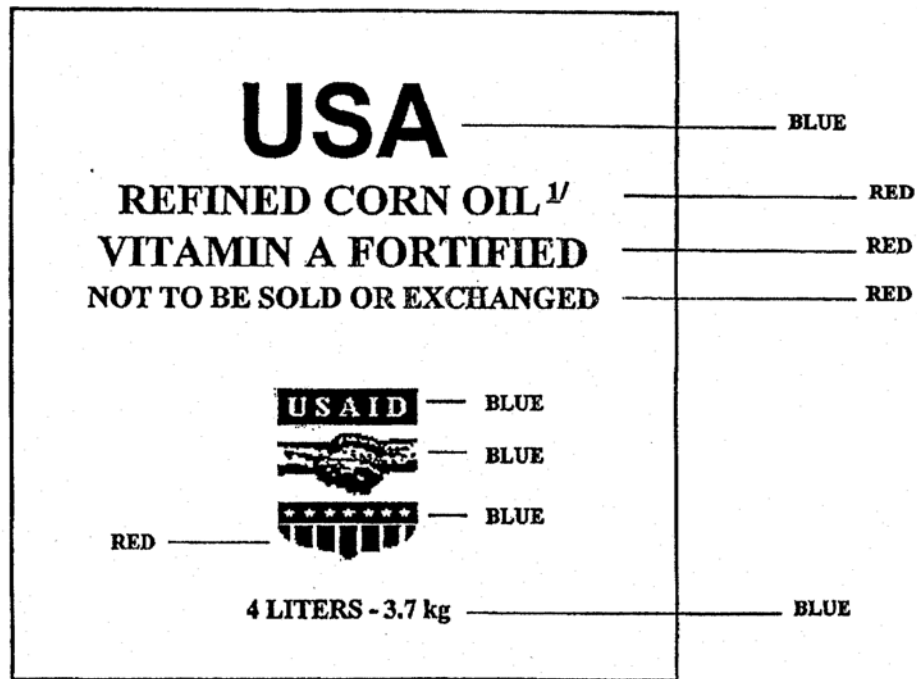 USA BLUE
REFINED CORN OIL 1/ RED
VITAMIN A FORTIFIED RED
NOT TO BE SOLD OR EXCHANGED RED
USAID BLUE
BLUE
BLUE
RED
4 LITERS - 3.7 kg BLUE